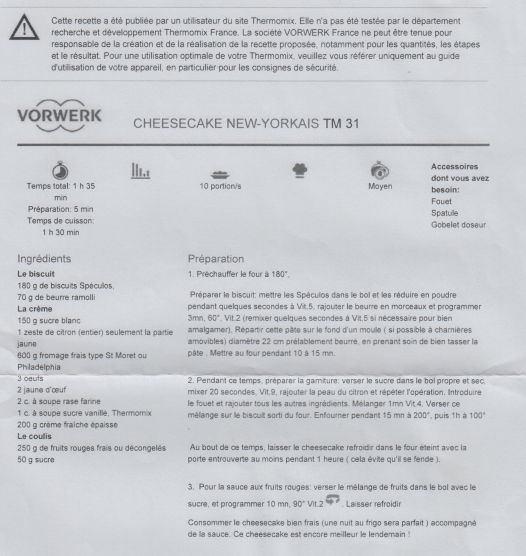 Cette recette a été publiée par un utilisateur du site Thermomix. Elle n'a pas été testée par le département
recherche et développement Thermomix France. La société VORWERK France ne peut être tenue pour
responsable de la création et de la réalisation de la recette proposée, notamment pour les quantités, les étapes
et le résultat. Pour une utilisation optimale de votre Thermomix, veuillez vous référer uniquement au guide
d'utilisation de votre appareil, en particulier pour les consignes de sécurité.
VORWERK
CHEESECAKE NEW-YORKAIS TM 31
Temps total: 1 h 35
min
Préparation: 5 min
Temps de cuisson:
1 h 30 min
10 portion/s
Moyen
Accessoires
dont vous avez
besoin:
Fouet
Spatule
Gobelet doseur
Ingrédients
Le biscuit
180 g de biscuits Spéculos,
70 g de beurre ramolli
La crème
150 g sucre blanc
1 zeste de citron (entier) seulement la partie
jaune
600 g fromage frais type St Moret ou
Philadelphia
3 oeufs
2 jaune d'œuf
2 c. à soupe rase farine
1 c. à soupe sucre vanillé, Thermomix
200 g crème fraîche épaisse
Le coulis
250 g de fruits rouges frais ou décongelés
50 g sucre
Préparation
1. Préchauffer le four à 180°,
Préparer le biscuit: mettre les Spéculos dans le bol et les réduire en poudre
pendant quelques secondes à Vit.5, rajouter le beurre en morceaux et programmer
3mn, 60°, Vit.2 (remixer quelques secondes à Vit.5 si nécessaire pour bien
amalgamer). Répartir cette pâte sur le fond d'un moule ( si possible à charnières
amovibles) diamètre 22 cm prélablement beurré, en prenant soin de bien tasser la
pâte . Mettre au four pendant 10 à 15 mn.
2. Pendant ce temps, préparer la garniture: verser le sucre dans le bol propre et sec,
mixer 20 secondes, Vit.9, rajouter la peau du citron et répéter l'opération. Introduire
le fouet et rajouter tous les autres ingrédients. Mélanger 1mn Vit.4. Verser ce
mélange sur le biscuit sorti du four. Enfourner pendant 15 mn à 200°, puis 1h à 100°
.
Au bout de ce temps, laisser le cheesecake refroidir dans le four éteint avec la
porte entrouverte au moins pendant 1 heure ( cela évite qu'il se fende ).
3. Pour la sauce aux fruits rouges: verser le mélange de fruits dans le bol avec le
sucre, et programmer 10 mn, 90° Vit.2 . Laisser refroidir
Consommer le cheesecake bien frais (une nuit au frigo sera parfait ) accompagné
de la sauce. Ce cheesecake est encore meilleur le lendemain !